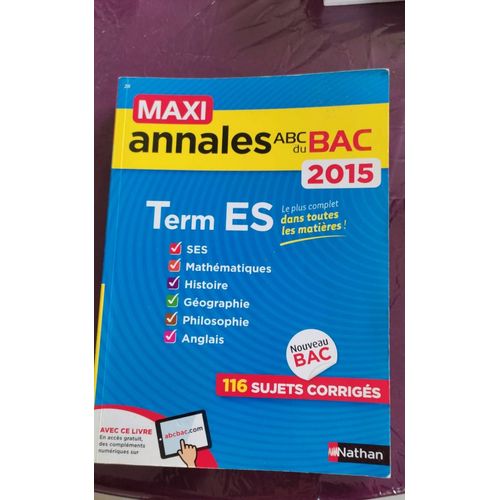 MAXI
annales ABC du BAC
2015
Term ES
Le plus complet
dans toutes
les matières !
SES
Mathématiques
Histoire
Géographie
Philosophie
Anglais
Nouveau
BAC
116 SUJETS CORRIGÉS
AVEC CE LIVRE
En accès gratuit,
des compléments
numériques sur
abcbac.com
Nathan